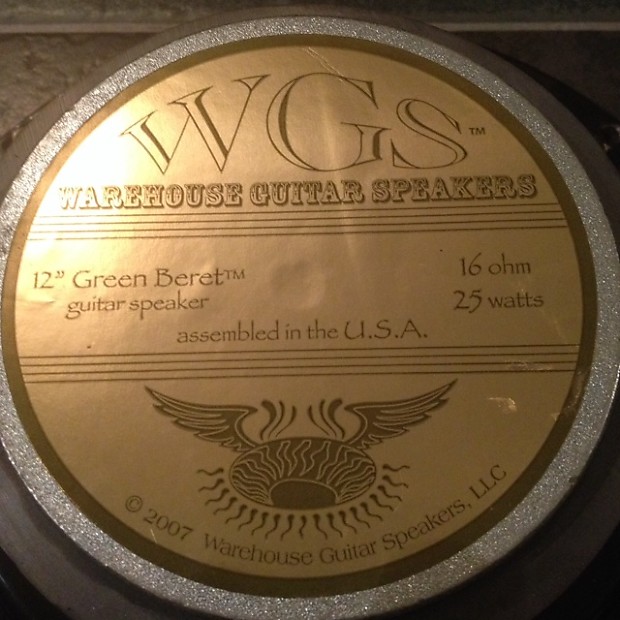 WGS™
WAREHOUSE GUITAR SPEAKERS
12” Green Beret™
guitar speaker
16 ohm
25 watts
assembled in the U.S.A.
© 2007 Warehouse Guitar Speakers, LLC